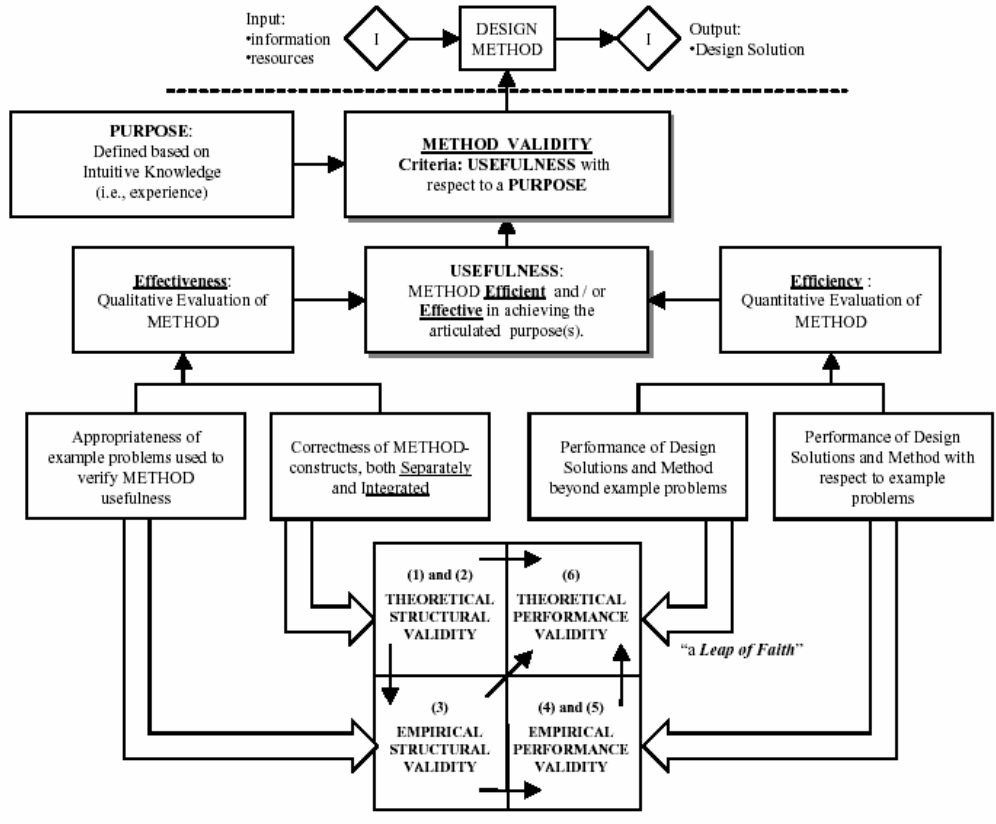 Input:
•information
•resources
I
DESIGN
METHOD
I
Output:
•Design Solution
PURPOSE:
Defined based on
Intuitive Knowledge
(i.e., experience)
METHOD VALIDITY
Criteria: USEFULNESS with
respect to a PURPOSE
Effectiveness:
Qualitative Evaluation of
METHOD
USEFULNESS:
METHOD Efficient and / or
Effective in achieving the
articulated purpose(s).
Efficiency :
Quantitative Evaluation of
METHOD
Appropriateness of
example problems used to
verify METHOD
usefulness
Correctness of METHOD-
constructs, both Separately
and Integrated
Performance of Design
Solutions and Method
beyond example problems
Performance of Design
Solutions and Method with
respect to example
problems
(1) and (2)
THEORETICAL
STRUCTURAL
VALIDITY
(6)
THEORETICAL
PERFORMANCE
VALIDITY
“a Leap of Faith”
(3)
EMPIRICAL
STRUCTURAL
VALIDITY
(4) and (5)
EMPIRICAL
PERFORMANCE
VALIDITY